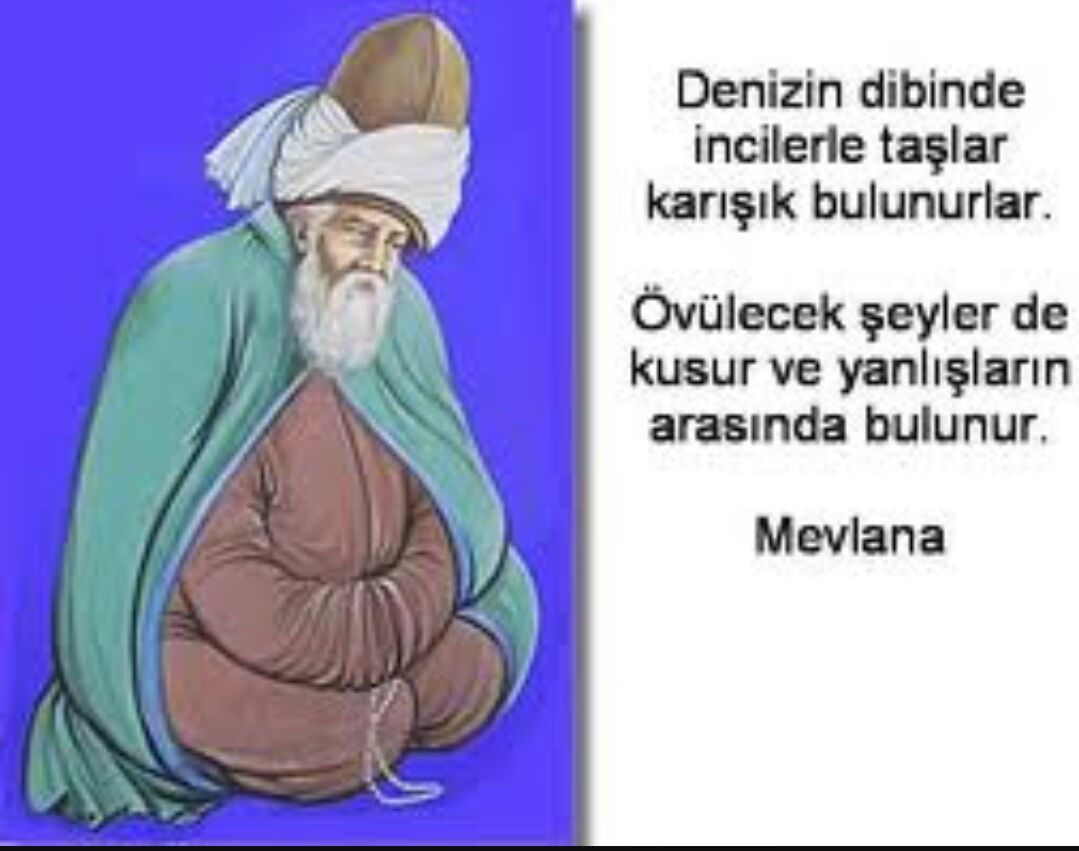 Denizin dibinde
incilerle taşlar
karışık bulunurlar.
Övülecek şeyler de
kusur ve yanlışların
arasında bulunur.
Mevlana